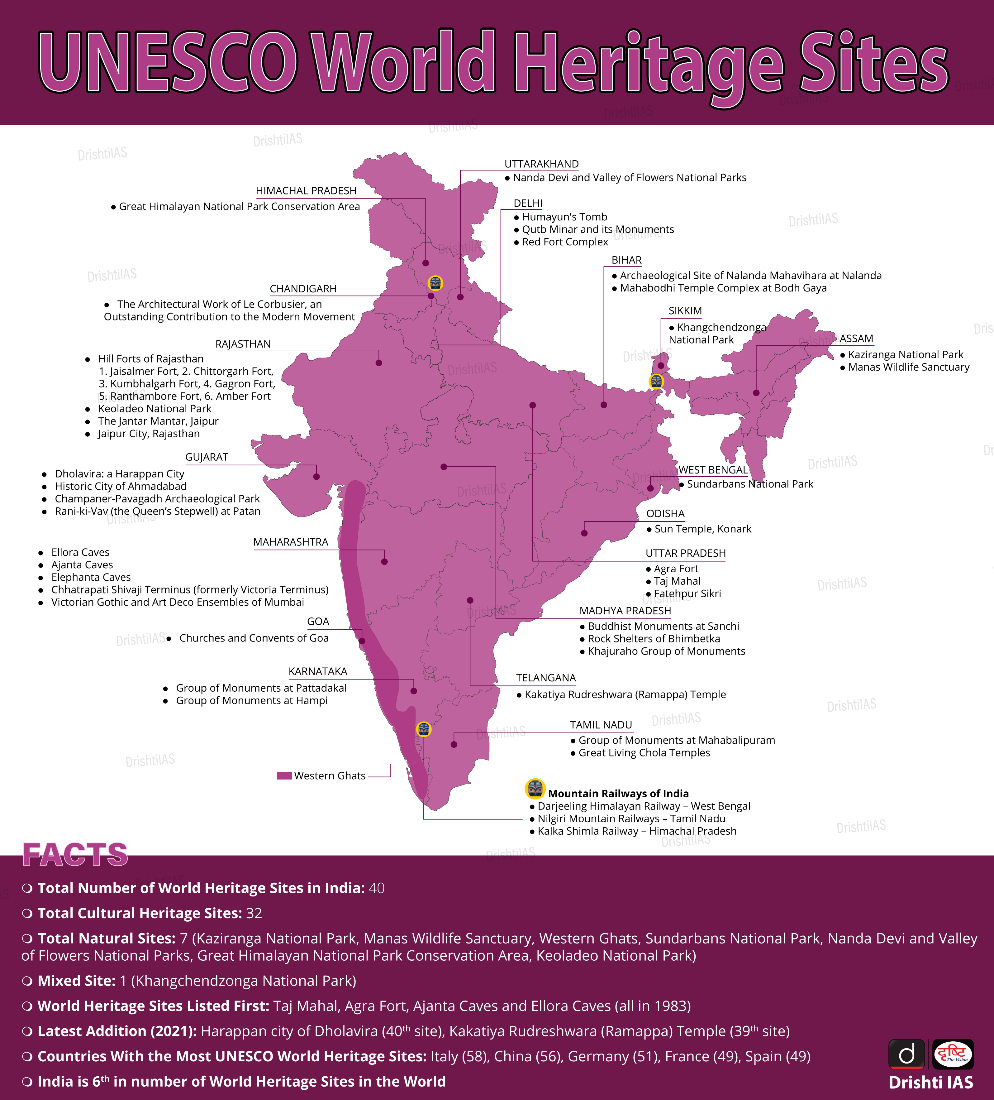 UNESCO World Heritage Sites
UTTARAKHAND
● Nanda Devi and Valley of Flowers National Parks
HIMACHAL PRADESH
● Great Himalayan National Park Conservation Area
DELHI
● Humayun's Tomb
● Qutb Minar and its Monuments
● Red Fort Complex
BIHAR
● Archaeological Site of Nalanda Mahavihara at Nalanda
● Mahabodhi Temple Complex at Bodh Gaya
CHANDIGARH
● The Architectural Work of Le Corbusier, an
Outstanding Contribution to the Modern Movement
SIKKIM
● Khangchendzonga
National Park
ASSAM
● Kaziranga National Park
● Manas Wildlife Sanctuary
RAJASTHAN
● Hill Forts of Rajasthan
1. Jaisalmer Fort, 2. Chittorgarh Fort,
3. Kumbhalgarh Fort, 4. Gagron Fort,
5. Ranthambore Fort, 6. Amber Fort
● Keoladeo National Park
● The Jantar Mantar, Jaipur
● Jaipur City, Rajasthan
GUJARAT
● Dholavira: a Harappan City
● Historic City of Ahmadabad
● Champaner-Pavagadh Archaeological Park
● Rani-ki-Vav (the Queen's Stepwell) at Patan
WEST BENGAL
● Sundarbans National Park
ODISHA
● Sun Temple, Konark
MAHARASHTRA
● Ellora Caves
● Ajanta Caves
● Elephanta Caves
● Chhatrapati Shivaji Terminus (formerly Victoria Terminus)
● Victorian Gothic and Art Deco Ensembles of Mumbai
UTTAR PRADESH
● Agra Fort
● Taj Mahal
● Fatehpur Sikri
MADHYA PRADESH
● Buddhist Monuments at Sanchi
● Rock Shelters of Bhimbetka
● Khajuraho Group of Monuments
GOA
● Churches and Convents of Goa
KARNATAKA
● Group of Monuments at Pattadakal
● Group of Monuments at Hampi
TELANGANA
● Kakatiya Rudreshwara (Ramappa) Temple
TAMIL NADU
● Group of Monuments at Mahabalipuram
● Great Living Chola Temples
Western Ghats
Mountain Railways of India
● Darjeeling Himalayan Railway – West Bengal
● Nilgiri Mountain Railways – Tamil Nadu
● Kalka Shimla Railway – Himachal Pradesh
FACTS
❍ Total Number of World Heritage Sites in India: 40
❍ Total Cultural Heritage Sites: 32
❍ Total Natural Sites: 7 (Kaziranga National Park, Manas Wildlife Sanctuary, Western Ghats, Sundarbans National Park, Nanda Devi and Valley
of Flowers National Parks, Great Himalayan National Park Conservation Area, Keoladeo National Park)
❍ Mixed Site: 1 (Khangchendzonga National Park)
❍ World Heritage Sites Listed First: Taj Mahal, Agra Fort, Ajanta Caves and Ellora Caves (all in 1983)
❍ Latest Addition (2021): Harappan city of Dholavira (40th site), Kakatiya Rudreshwara (Ramappa) Temple (39th site)
❍ Countries With the Most UNESCO World Heritage Sites: Italy (58), China (56), Germany (51), France (49), Spain (49)
❍ India is 6th in number of World Heritage Sites in the World
d
दृष्टि
The Vision
Drishti IAS